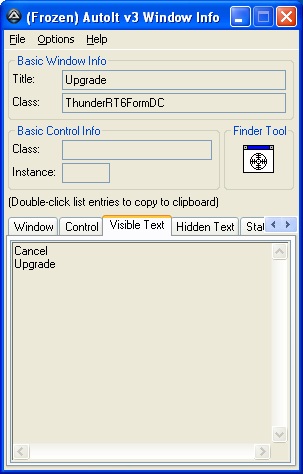 (Frozen) AutoIt v3 Window Info
File Options Help
Basic Window Info
Title: Upgrade
Class: ThunderRT6FormDC
Basic Control Info
Finder Tool
Class:
Instance:
(Double-click list entries to copy to clipboard)
Window Control Visible Text Hidden Text
Cancel
Upgrade